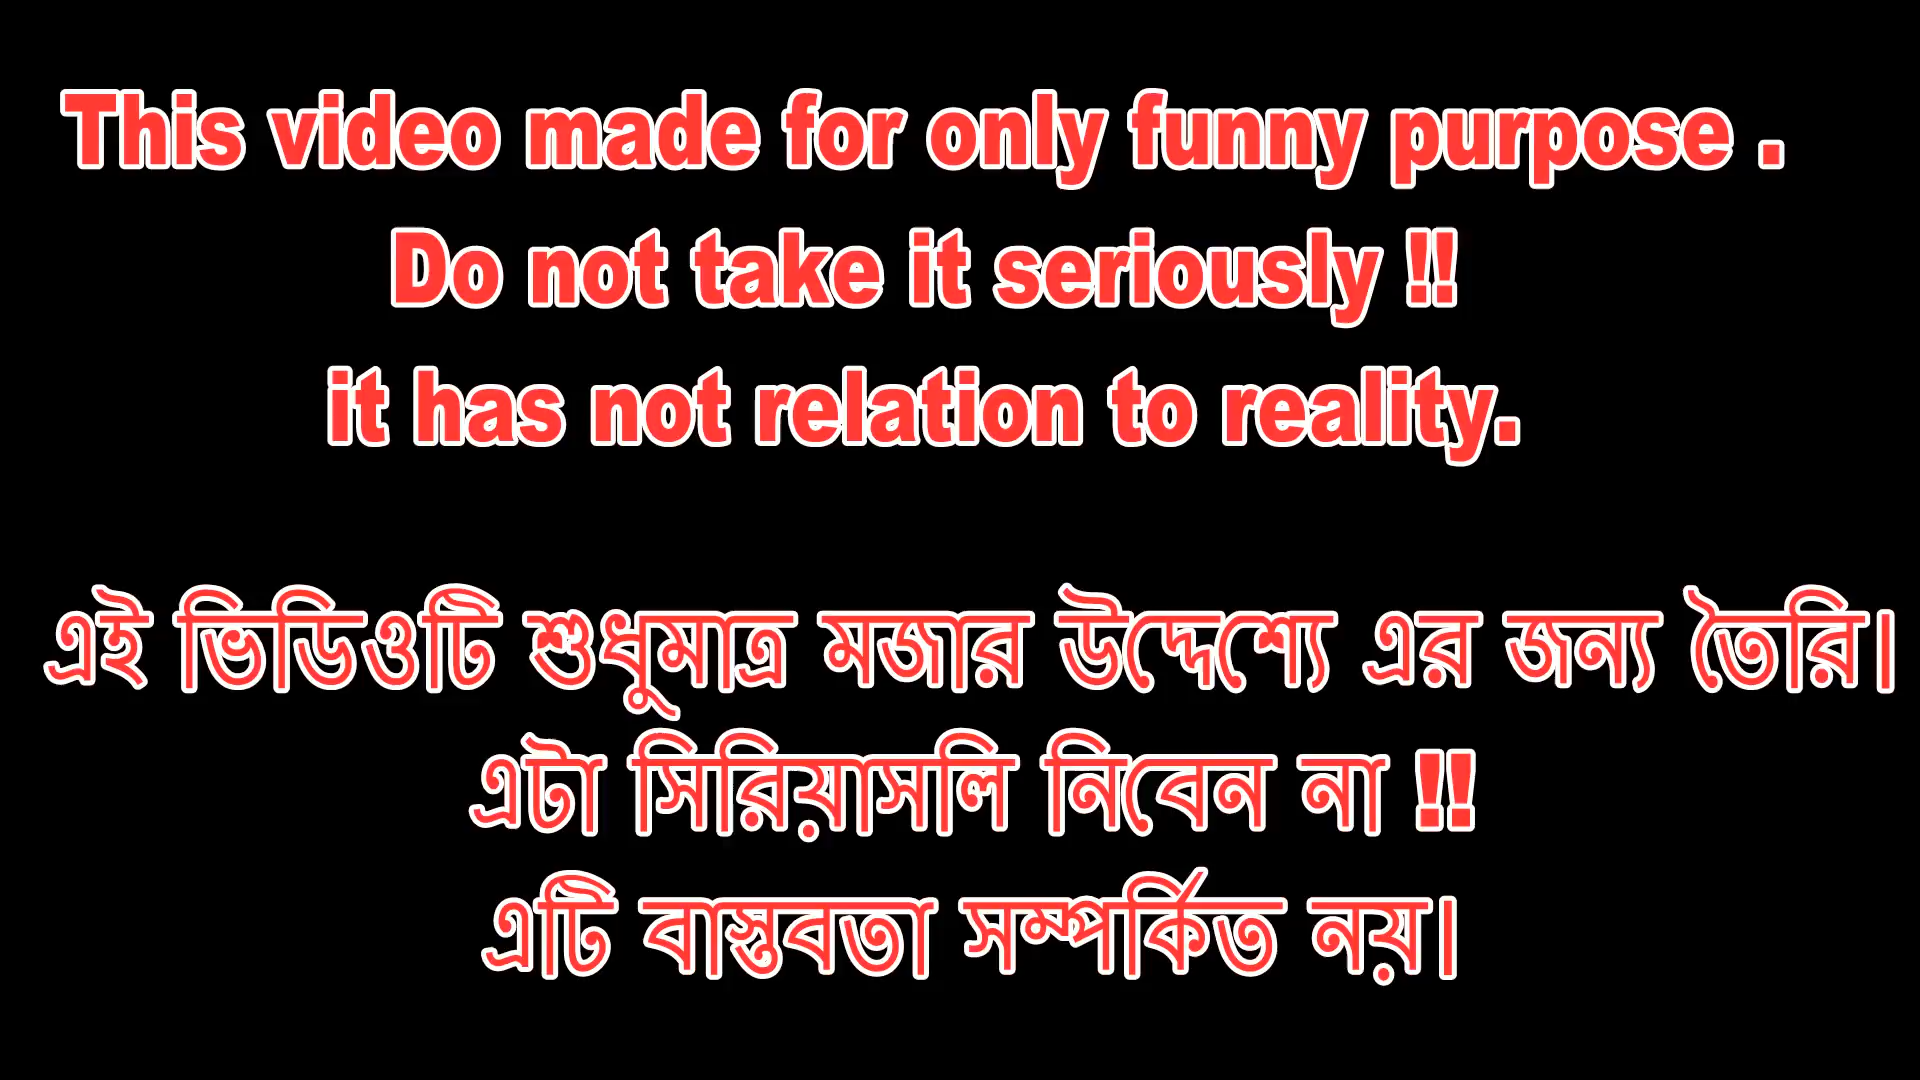 This video made for only funny purpose .
Do not take it seriously !!
it has not relation to reality.
এই ভিডিওটি শুধুমাত্র মজার উদ্দেশ্যে এর জন্য তৈরি।
এটা সিরিয়াসলি নিবেন না !!
এটি বাস্তবতা সম্পর্কিত নয়।